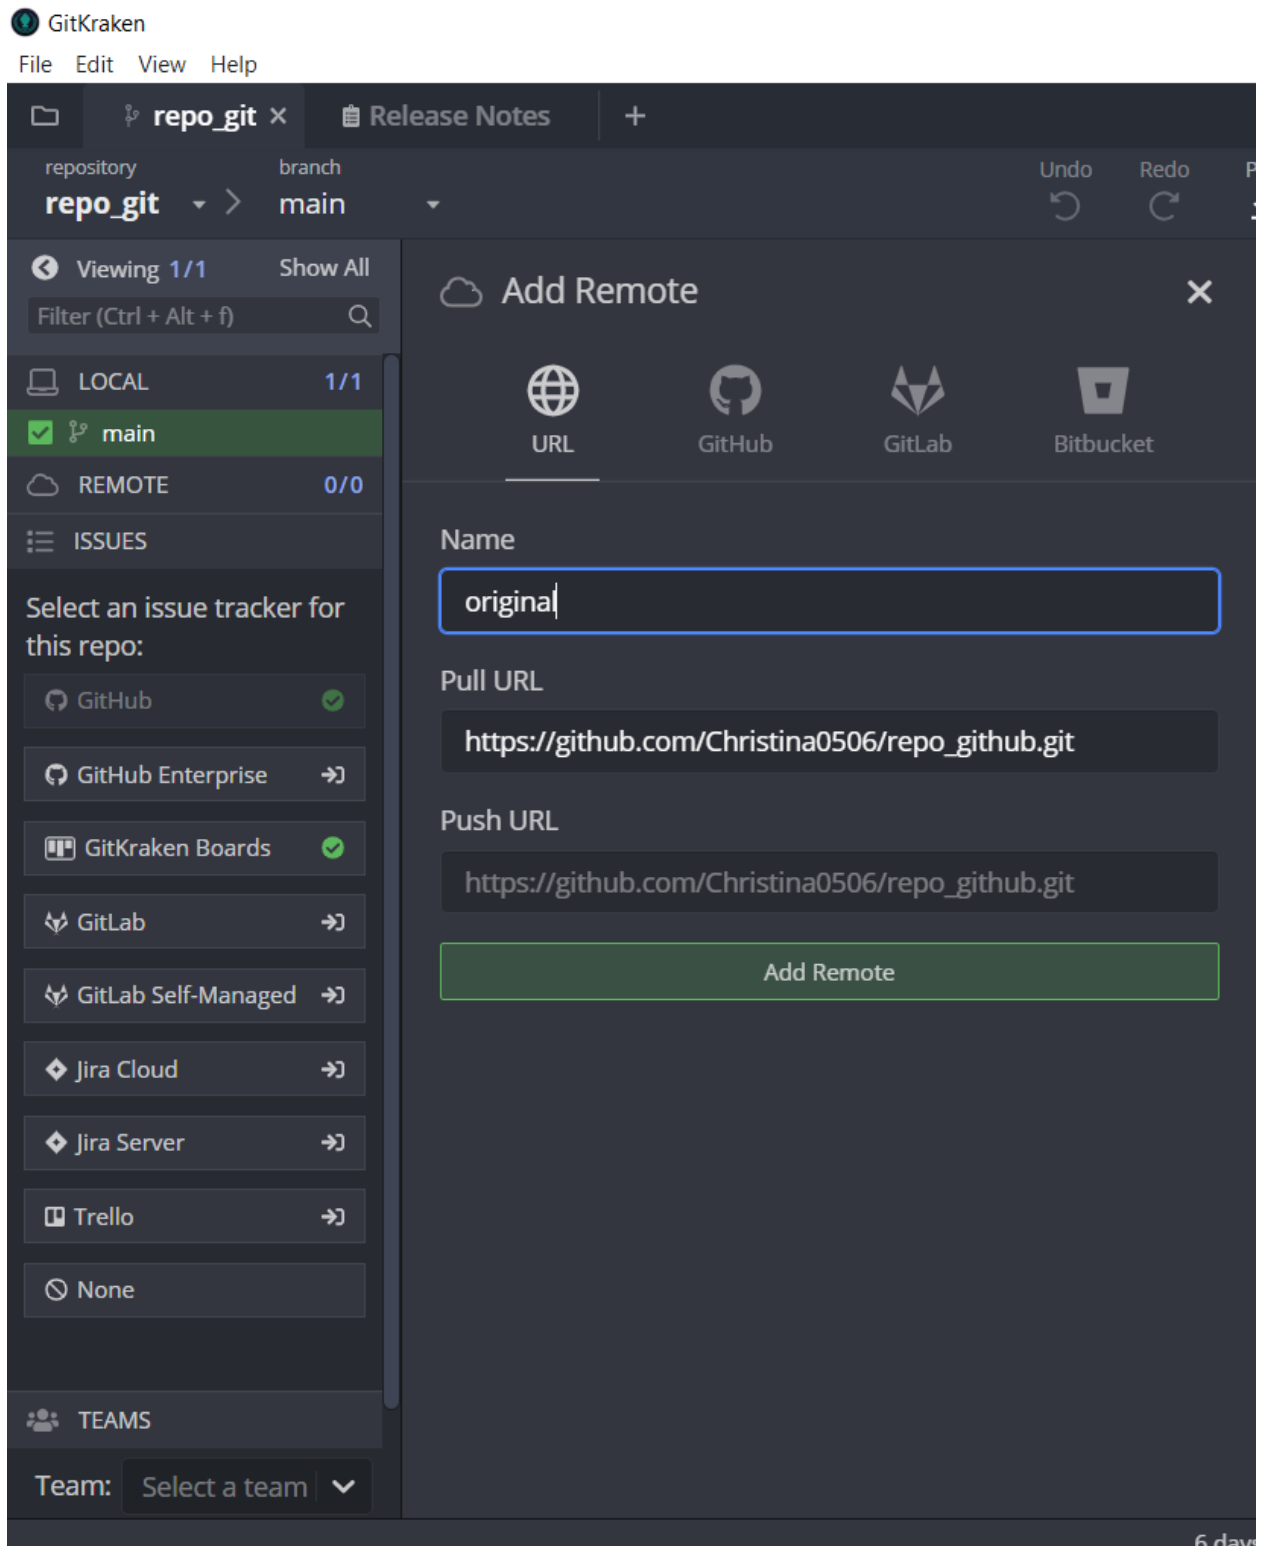 GitKraken
File Edit View Help
repo_git Release Notes
repository branch
repo_git main
Undo Redo P
Viewing 1/1 Show All
Filter (Ctrl + Alt + f)
LOCAL 1/1
main
REMOTE 0/0
ISSUES
Select an issue tracker for
this repo:
GitHub
GitHub Enterprise
GitKraken Boards
GitLab
GitLab Self-Managed
Jira Cloud
Jira Server
Trello
None
TEAMS
Team: Select a team
Add Remote
URL GitHub GitLab Bitbucket
Name
original
Pull URL
https://github.com/Christina0506/repo_github.git
Push URL
https://github.com/Christina0506/repo_github.git
Add Remote
6 days